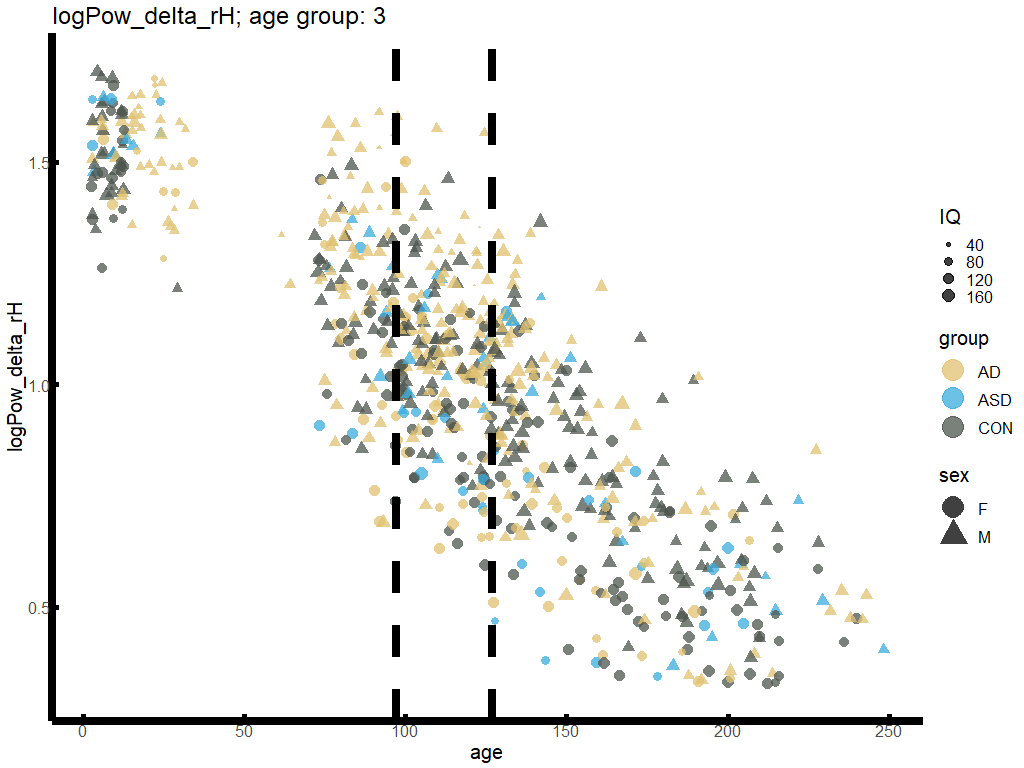 logPow_delta_rH; age group: 3
logPow_delta_rH
1.5
1.0
0.5
0
50
100
150
200
250
age
IQ
40
80
120
160
group
AD
ASD
CON
sex
F
M